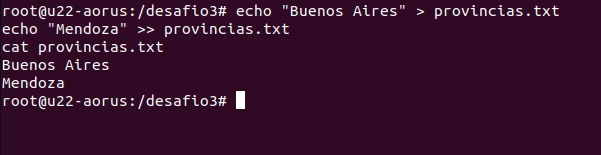 root@u22-aorus:/desafio3# echo "Buenos Aires" > provincias.txt
echo "Mendoza" >> provincias.txt
cat provincias.txt
Buenos Aires
Mendoza
root@u22-aorus:/desafio3#